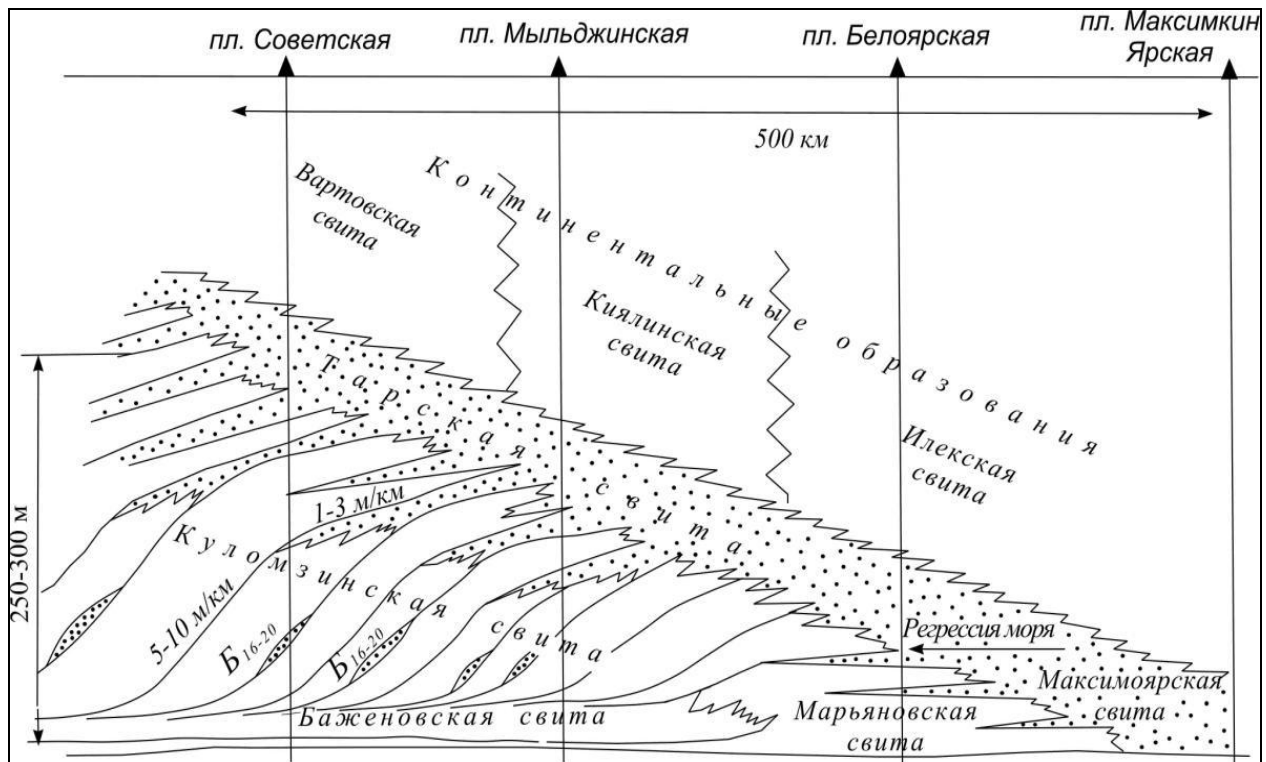 пл. Советская
пл. Мыльджинская
пл. Белоярская
пл. Максимкин
Ярская
500 км
Континентальные образования
Вартовская
свита
Киялинская
свита
Илекская
свита
Тарская свита
1-3 м/км
Куломзинская свита
250-300 м
5-10 м/км
Б16-20
Б16-20
Регрессия моря
Максимоярская
свита
Баженовская свита
Марьяновская
свита